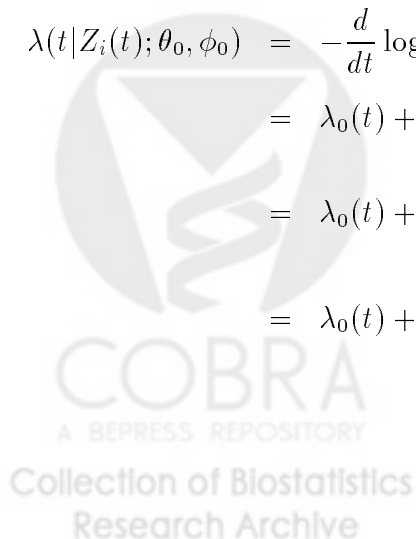 λ(t|Z_i(t); θ_0, ϕ_0) = −d/dt log
= λ_0(t) +
= λ_0(t) +
= λ_0(t) +
COBRA
A BEPRESS REPOSITORY
Collection of Biostatistics
Research Archive